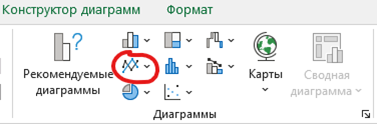 Конструктор диаграмм Формат
Рекомендуемые
диаграммы
Карты
Сводная
диаграмма
Диаграммы